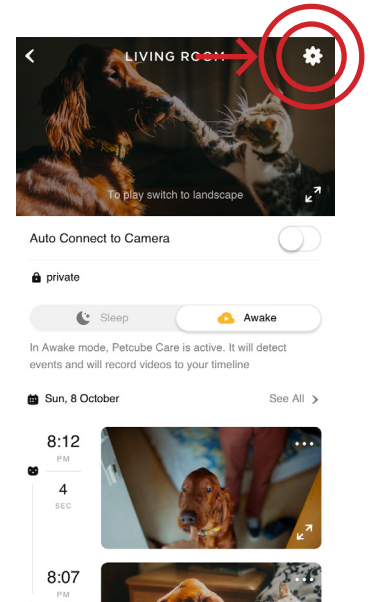 LIVING ROOM
To play switch to landscape
Auto Connect to Camera
private
Sleep
Awake
In Awake mode, Petcube Care is active. It will detect
events and will record videos to your timeline
Sun, 8 October
See All
8:12
PM
4
SEC
8:07
PM